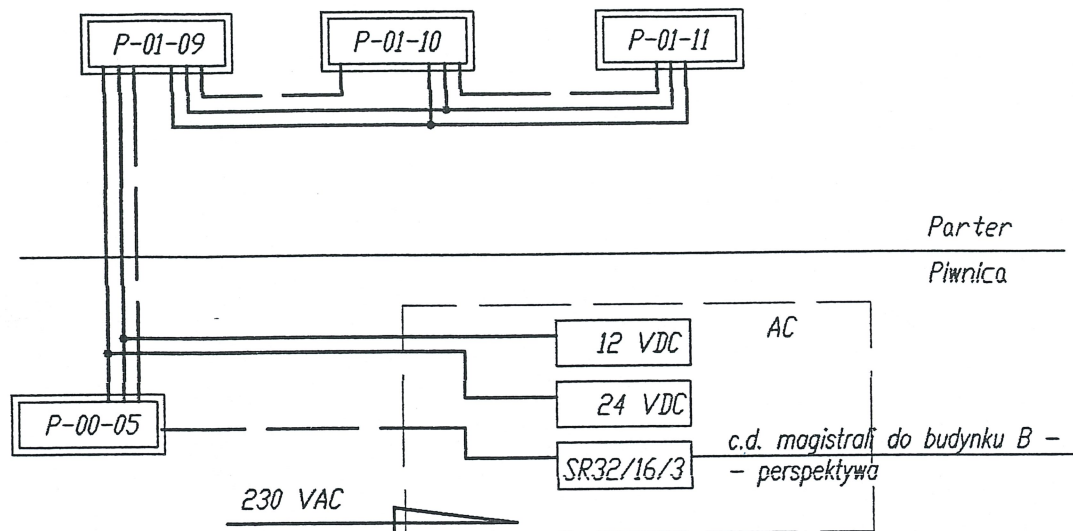 P-01-09
P-01-10
P-01-11
Parter
Piwnica
12 VDC
AC
24 VDC
P-00-05
SR32/16/3
c.d. magistrali do budynku B -
- perspektywa
230 VAC